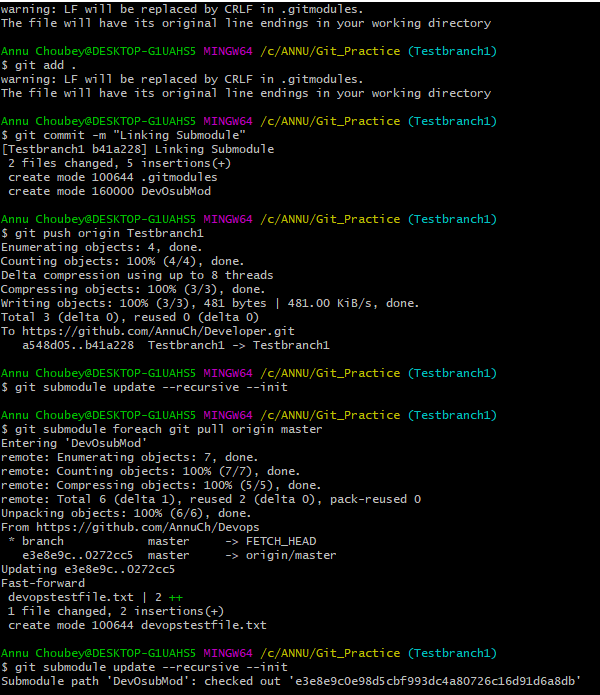 warning: LF will be replaced by CRLF in .gitmodules.
The file will have its original line endings in your working directory
Annu Choubey@DESKTOP-G1UAHS5 MINGW64 /c/ANNU/Git_Practice (Testbranch1)
$ git add .
warning: LF will be replaced by CRLF in .gitmodules.
The file will have its original line endings in your working directory
Annu Choubey@DESKTOP-G1UAHS5 MINGW64 /c/ANNU/Git_Practice (Testbranch1)
$ git commit -m "Linking Submodule"
[Testbranch1 b41a228] Linking Submodule
2 files changed, 5 insertions(+)
create mode 100644 .gitmodules
create mode 160000 DevOsubMod
Annu Choubey@DESKTOP-G1UAHS5 MINGW64 /c/ANNU/Git_Practice (Testbranch1)
$ git push origin Testbranch1
Enumerating objects: 4, done.
Counting objects: 100% (4/4), done.
Delta compression using up to 8 threads
Compressing objects: 100% (3/3), done.
Writing objects: 100% (3/3), 481 bytes | 481.00 KiB/s, done.
Total 3 (delta 0), reused 0 (delta 0)
To https://github.com/AnnuCh/Developer.git
a548d05..b41a228  Testbranch1 -> Testbranch1
Annu Choubey@DESKTOP-G1UAHS5 MINGW64 /c/ANNU/Git_Practice (Testbranch1)
$ git submodule update --recursive --init
Annu Choubey@DESKTOP-G1UAHS5 MINGW64 /c/ANNU/Git_Practice (Testbranch1)
$ git submodule foreach git pull origin master
Entering 'DevOsubMod'
remote: Enumerating objects: 7, done.
remote: Counting objects: 100% (7/7), done.
remote: Compressing objects: 100% (5/5), done.
remote: Total 6 (delta 1), reused 2 (delta 0), pack-reused 0
Unpacking objects: 100% (6/6), done.
From https://github.com/AnnuCh/Devops
* branch            master     -> FETCH_HEAD
e3e8e9c..0272cc5  master     -> origin/master
Updating e3e8e9c..0272cc5
Fast-forward
devopstestfile.txt | 2 ++
1 file changed, 2 insertions(+)
create mode 100644 devopstestfile.txt
Annu Choubey@DESKTOP-G1UAHS5 MINGW64 /c/ANNU/Git_Practice (Testbranch1)
$ git submodule update --recursive --init
Submodule path 'DevOsubMod': checked out 'e3e8e9c0e98d5cbf993dc4a80726c16d91d6a8db'